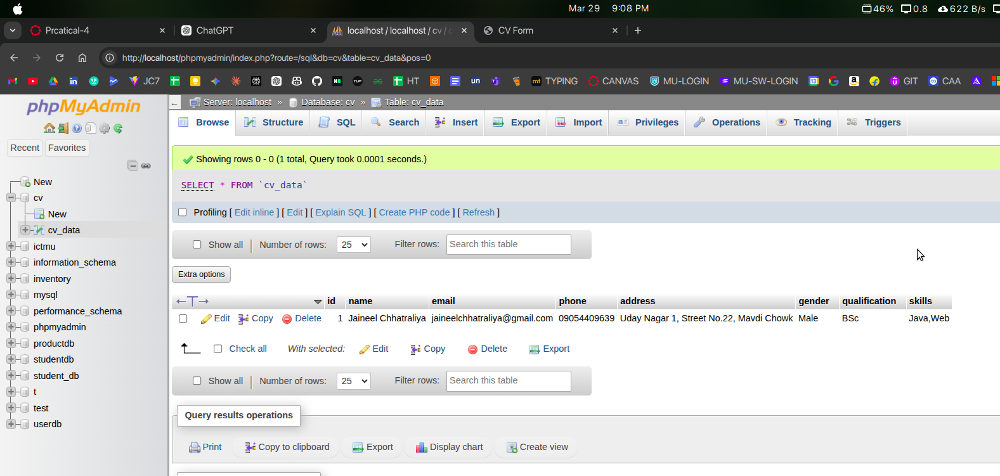 Mar 29 9:08 PM 46% 0.8 622 B/s
Prcatical-4 ChatGPT localhost / localhost / cv / c CV Form
http://localhost/phpmyadmin/index.php?route=/sql&db=cv&table=cv_data&pos=0
JC7 HT TYPING CANVAS MU-LOGIN MU-SW-LOGIN GIT CAA
phpMyAdmin
Recent Favorites
New
cv
New
cv_data
ictmu
information_schema
inventory
mysql
performance_schema
phpmyadmin
productdb
studentdb
student_db
t
test
userdb
Server: localhost » Database: cv » Table: cv_data
Browse Structure SQL Search Insert Export Import Privileges Operations Tracking Triggers
Showing rows 0 - 0 (1 total, Query took 0.0001 seconds.)
SELECT * FROM `cv_data`
Profiling [ Edit inline ] [ Edit ] [ Explain SQL ] [ Create PHP code ] [ Refresh ]
Show all Number of rows: 25 Filter rows: Search this table
Extra options
id name email phone address gender qualification skills
Edit Copy Delete 1 Jaineel Chhatraliya jaineelchhatraliya@gmail.com 09054409639 Uday Nagar 1, Street No.22, Mavdi Chowk Male BSc Java,Web
Check all With selected: Edit Copy Delete Export
Show all Number of rows: 25 Filter rows: Search this table
Query results operations
Print Copy to clipboard Export Display chart Create view